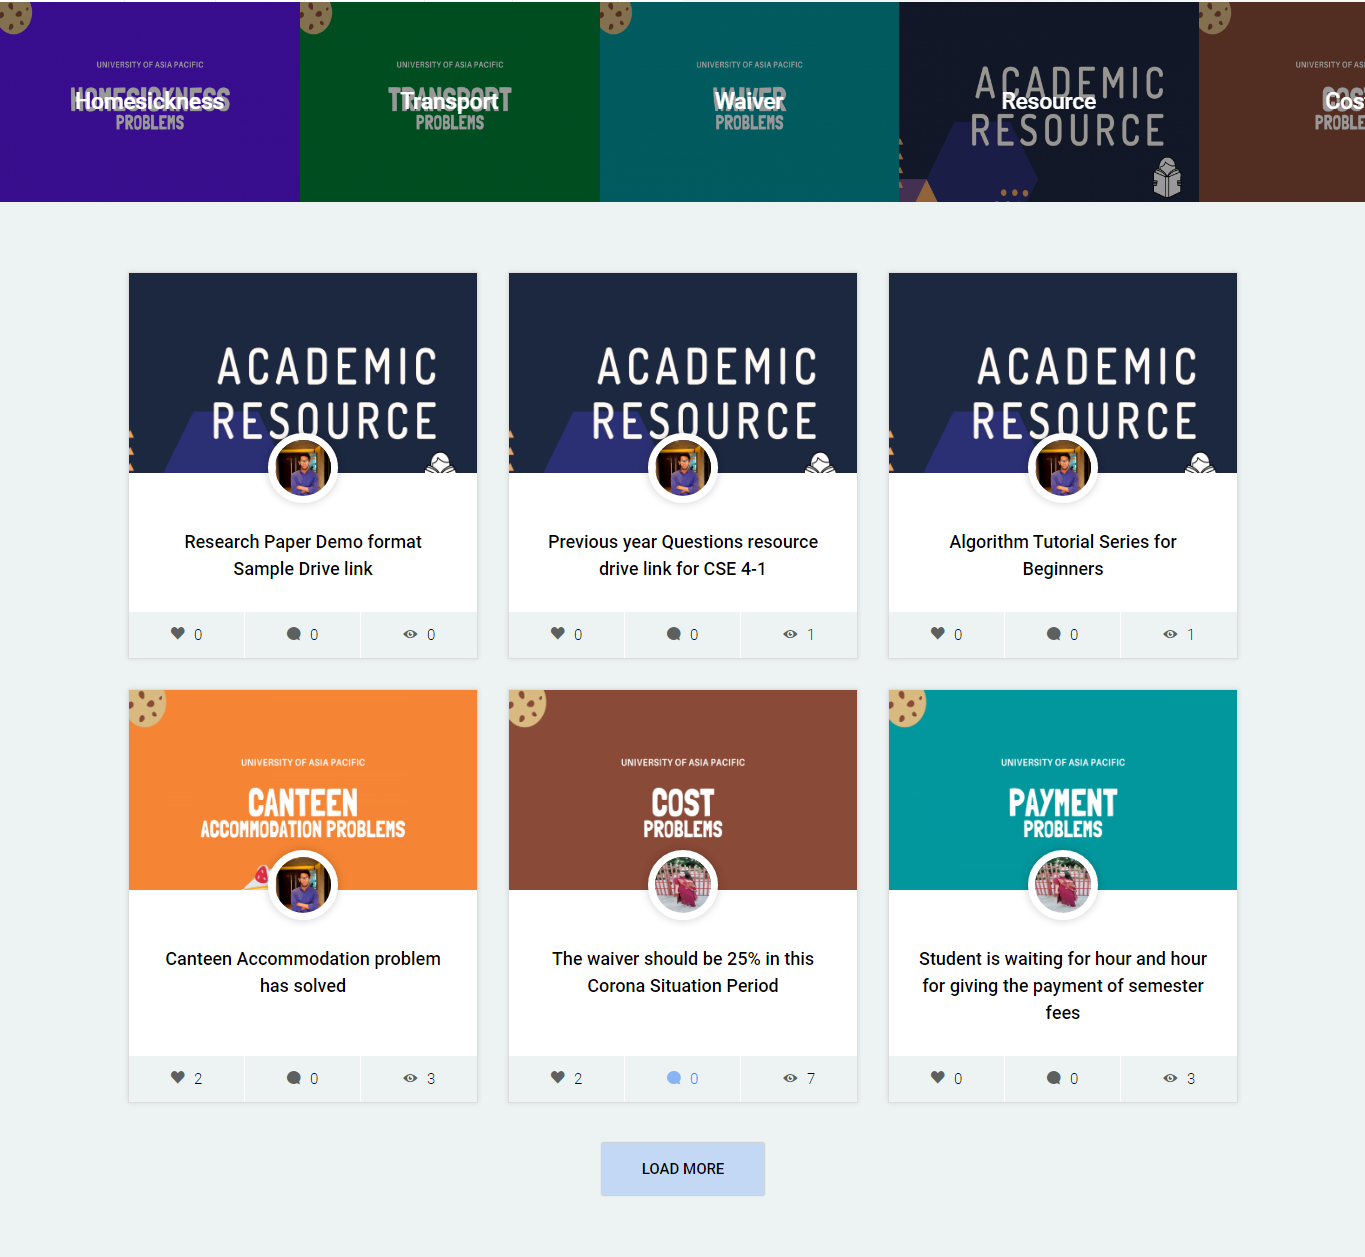 UNIVERSITY OF ASIA PACIFIC
HOMESICKNESS
Homesickness
PROBLEMS
UNIVERSITY OF ASIA PACIFIC
TRANSPORT
Transport
PROBLEMS
UNIVERSITY OF ASIA PACIFIC
WAIVER
Waiver
PROBLEMS
ACADEMIC
Resource
RESOURCE
UNIVERSITY OF AS
COS
Cos
PROBLE
ACADEMIC
RESOURCE
Research Paper Demo format
Sample Drive link
0 0 0
ACADEMIC
RESOURCE
Previous year Questions resource
drive link for CSE 4-1
0 0 1
ACADEMIC
RESOURCE
Algorithm Tutorial Series for
Beginners
0 0 1
UNIVERSITY OF ASIA PACIFIC
CANTEEN
ACCOMMODATION PROBLEMS
Canteen Accommodation problem
has solved
2 0 3
UNIVERSITY OF ASIA PACIFIC
COST
PROBLEMS
The waiver should be 25% in this
Corona Situation Period
2 0 7
UNIVERSITY OF ASIA PACIFIC
PAYMENT
PROBLEMS
Student is waiting for hour and hour
for giving the payment of semester
fees
0 0 3
LOAD MORE